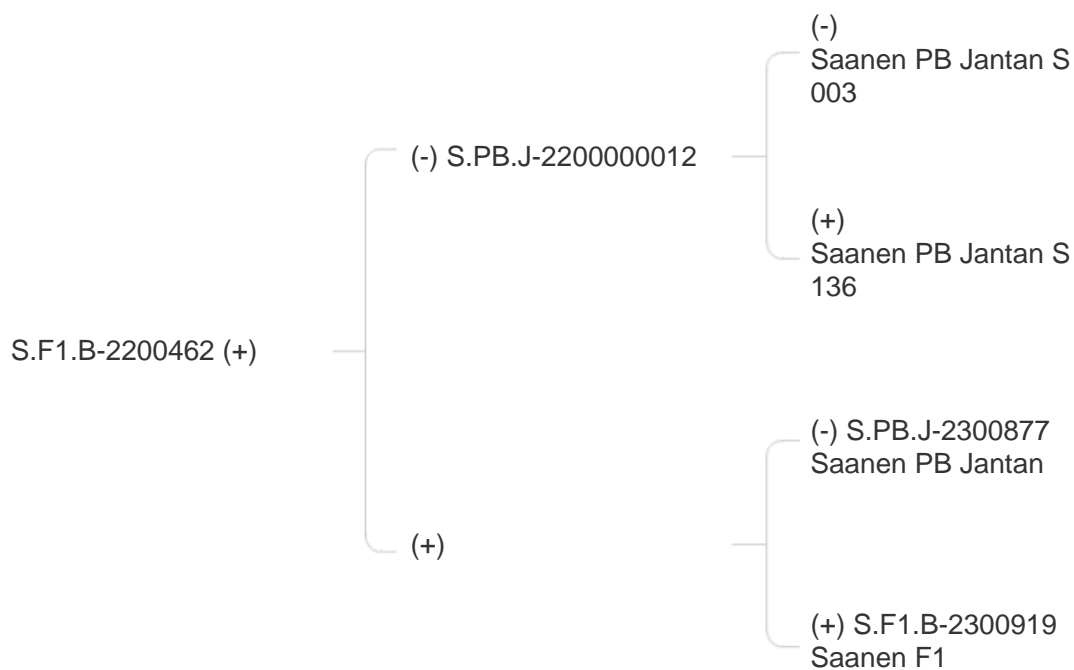 (-)
Saanen PB Jantan S
003
(-) S.PB.J-2200000012
(+)
Saanen PB Jantan S
136
S.F1.B-2200462 (+)
(-) S.PB.J-2300877
Saanen PB Jantan
(+)
(+) S.F1.B-2300919
Saanen F1